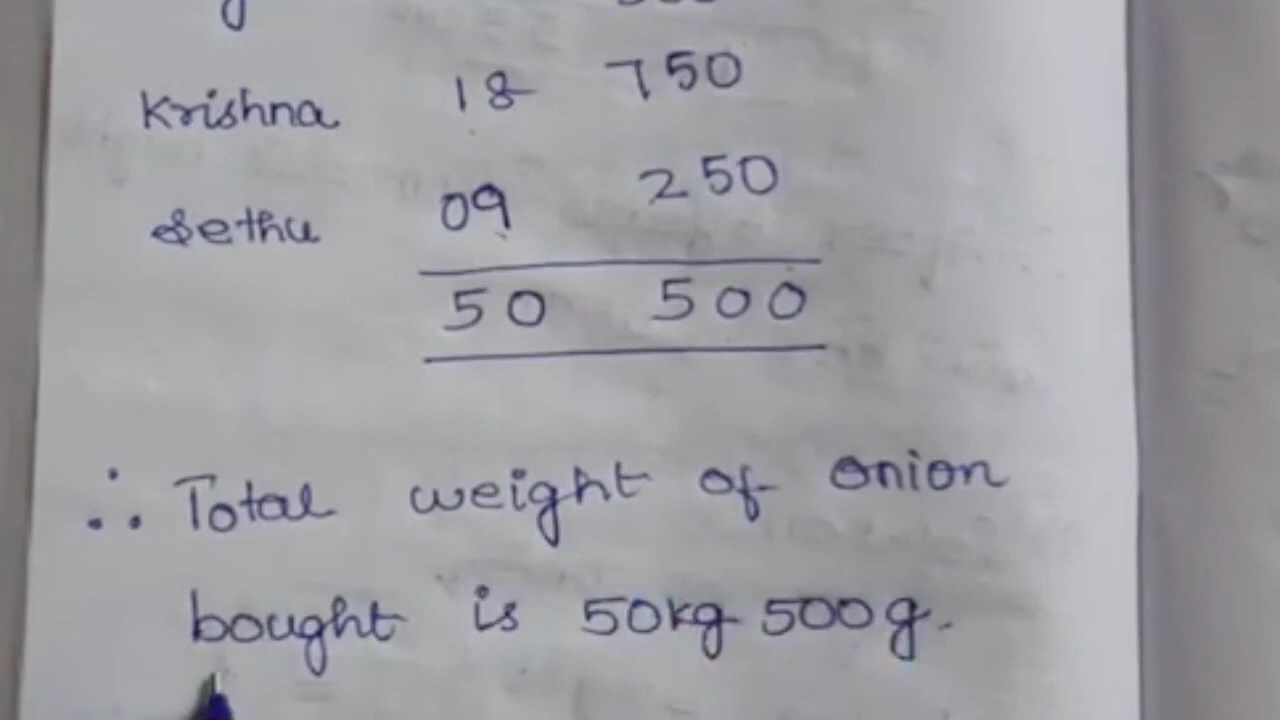 Krishna 18 750
Sethu 09 250
50 500
∴ Total weight of onion
bought is 50kg 500g.